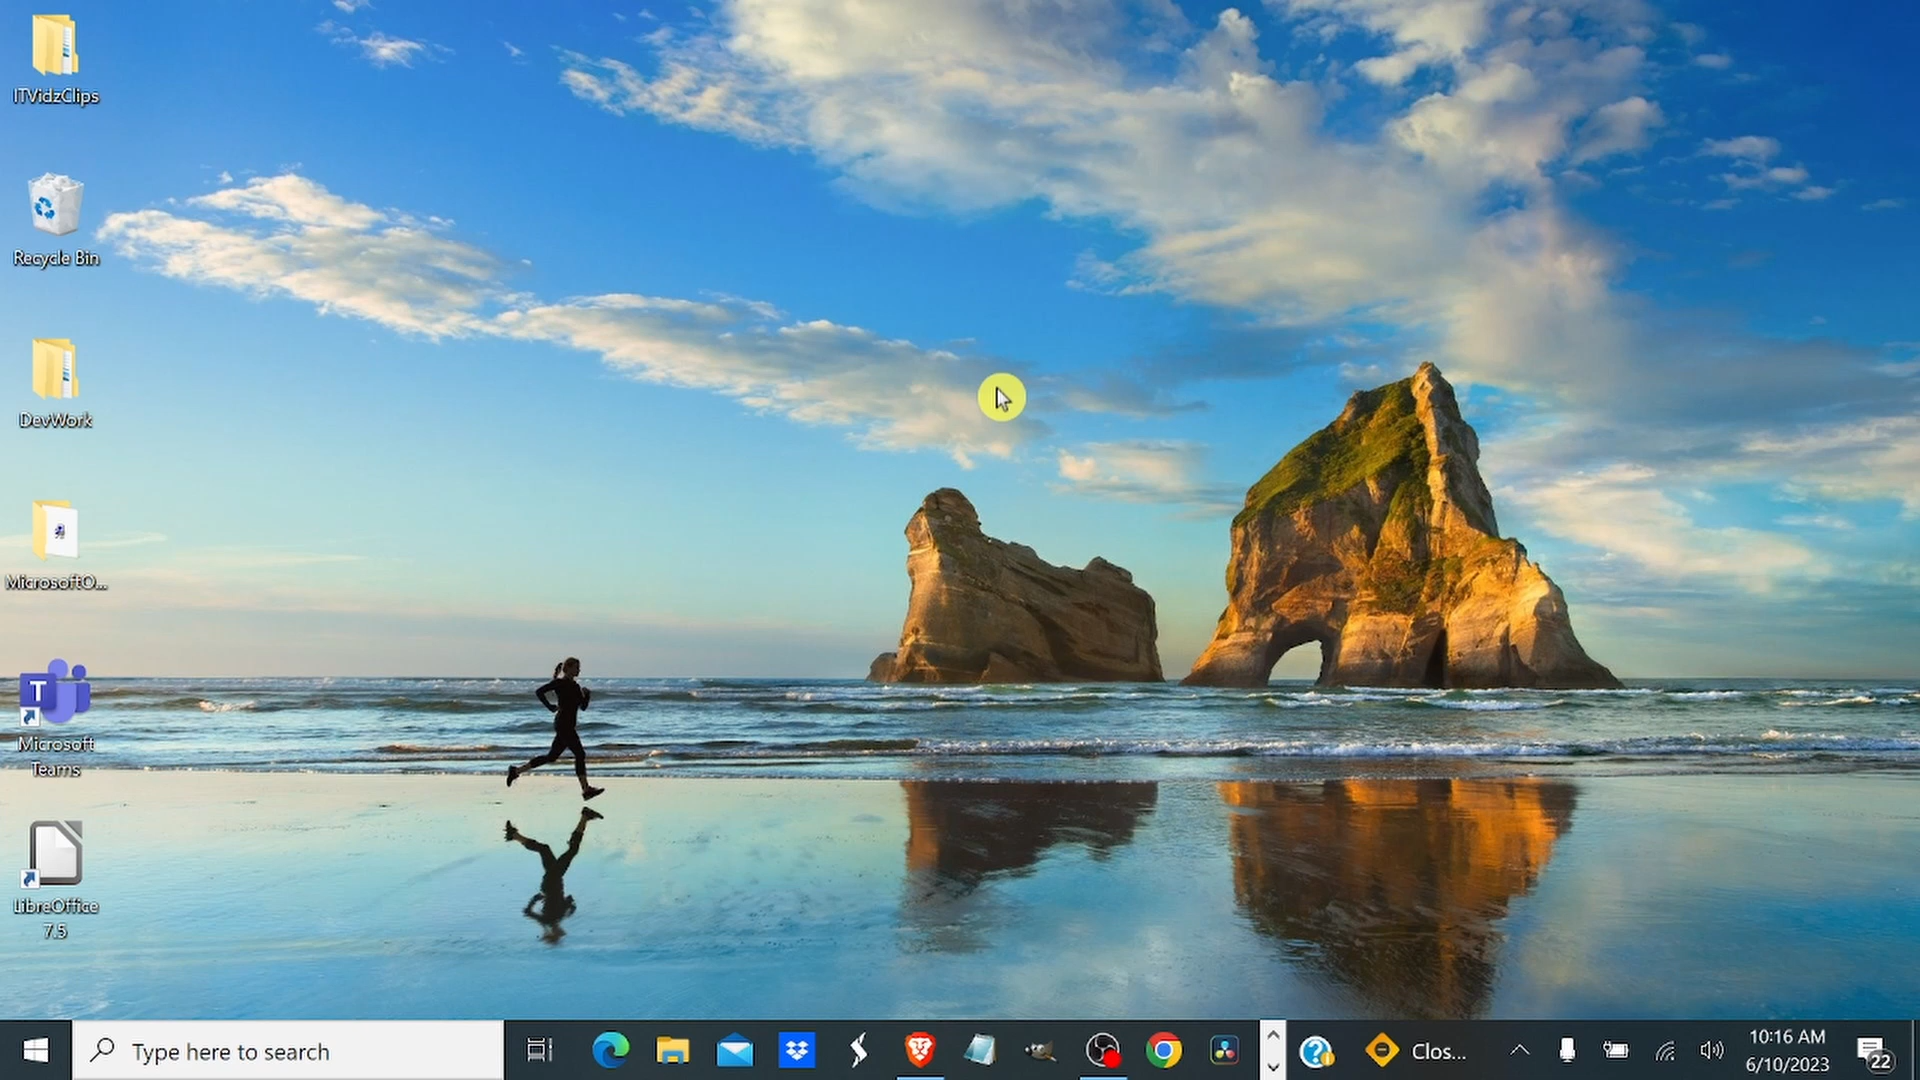 ITVidzClips
Recycle Bin
DevWork
MicrosoftO...
T
Microsoft
Teams
LibreOffice
7.5
Type here to search
Clos...
10:16 AM
6/10/2023
22